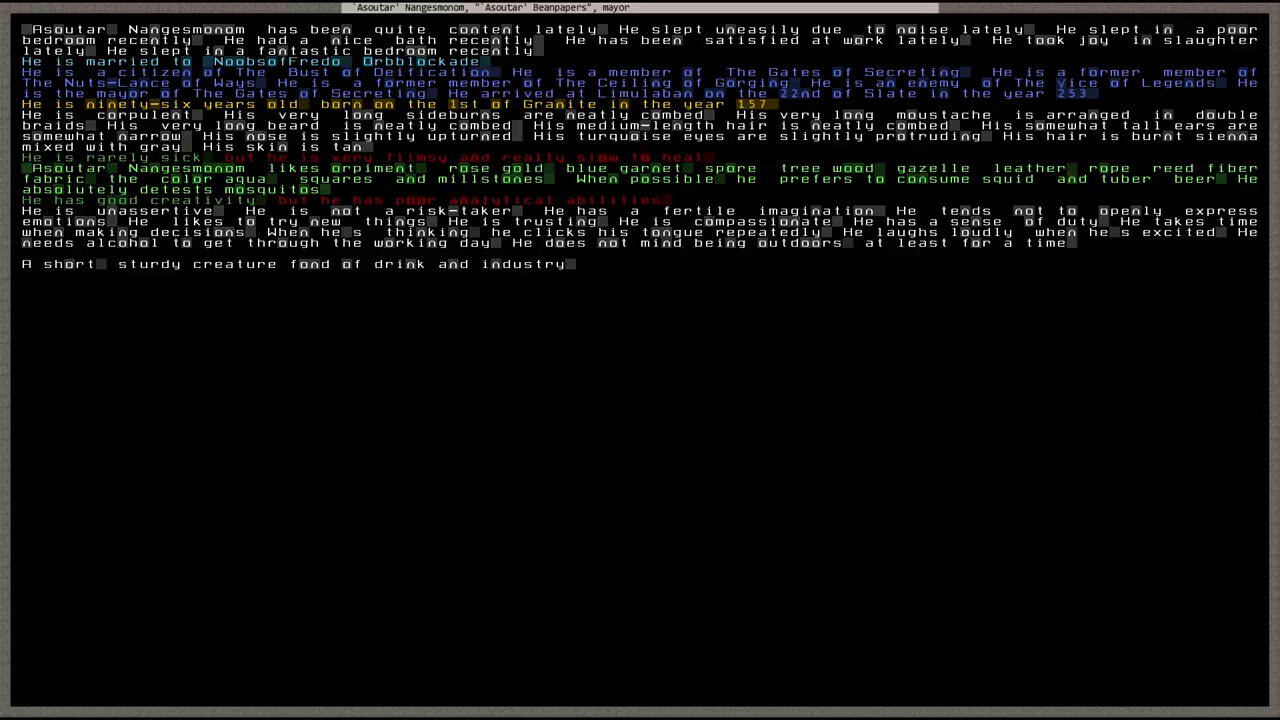 `Asoutar' Nangesmonom, "`Asoutar' Beanpapers", mayor
Asoutar Nangesmonom has been quite content lately He slept uneasily due to noise lately He slept in a poor
bedroom recently He had a nice bath recently He has been satisfied at work lately He took joy in slaughter
lately He slept in a fantastic bedroom recently
He is married to NoobsofFredo Orbblockade
He is a citizen of The Bust of Deification He is a member of The Gates of Secreting He is a former member of
The Nuts-Lance of Ways He is a former member of The Ceiling of Gorging He is an enemy of The Vice of Legends He
is the mayor of The Gates of Secreting He arrived at Limulaban on the 22nd of Slate in the year 253
He is ninety-six years old born on the 1st of Granite in the year 157
He is corpulent His very long sideburns are neatly combed His very long moustache is arranged in double
braids His very long beard is neatly combed His medium-length hair is neatly combed His somewhat tall ears are
somewhat narrow His nose is slightly upturned His turquoise eyes are slightly protruding His hair is burnt sienna
mixed with gray His skin is tan
He is rarely sick but he is very flimsy and really slow to heal
Asoutar Nangesmonom likes orpiment rose gold blue garnet spore tree wood gazelle leather rope reed fiber
fabric the color aqua squares and millstones When possible he prefers to consume squid and tuber beer He
absolutely detests mosquitos
He has good creativity but he has poor analytical abilities
He is unassertive He is not a risk-taker He has a fertile imagination He tends not to openly express
emotions He likes to try new things He is trusting He is compassionate He has a sense of duty He takes time
when making decisions When he s thinking he clicks his tongue repeatedly He laughs loudly when he s excited He
needs alcohol to get through the working day He does not mind being outdoors at least for a time
A short sturdy creature fond of drink and industry